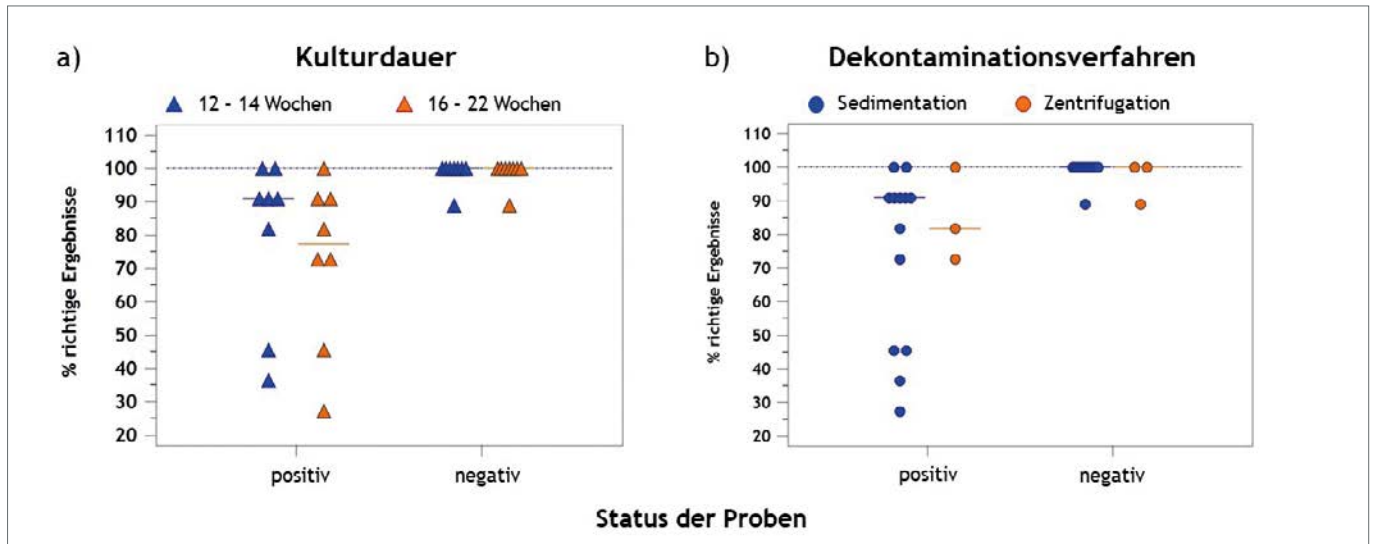 a) Kulturdauer
12 - 14 Wochen 16 - 22 Wochen
% richtige Ergebnisse
110
100
90
80
70
60
50
40
30
20
positiv negativ
b) Dekontaminationsverfahren
Sedimentation Zentrifugation
% richtige Ergebnisse
110
100
90
80
70
60
50
40
30
20
positiv negativ
Status der Proben